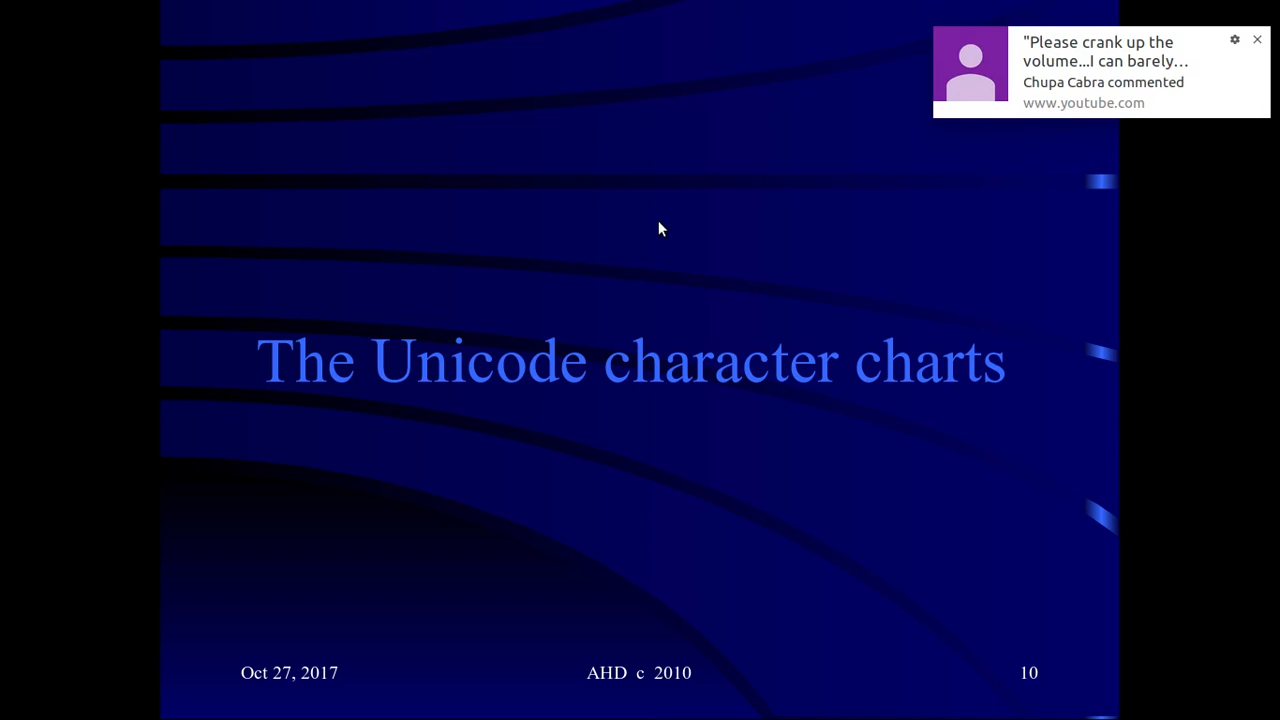 "Please crank up the
volume...I can barely…
Chupa Cabra commented
www.youtube.com
The Unicode character charts
Oct 27, 2017 AHD c 2010 10